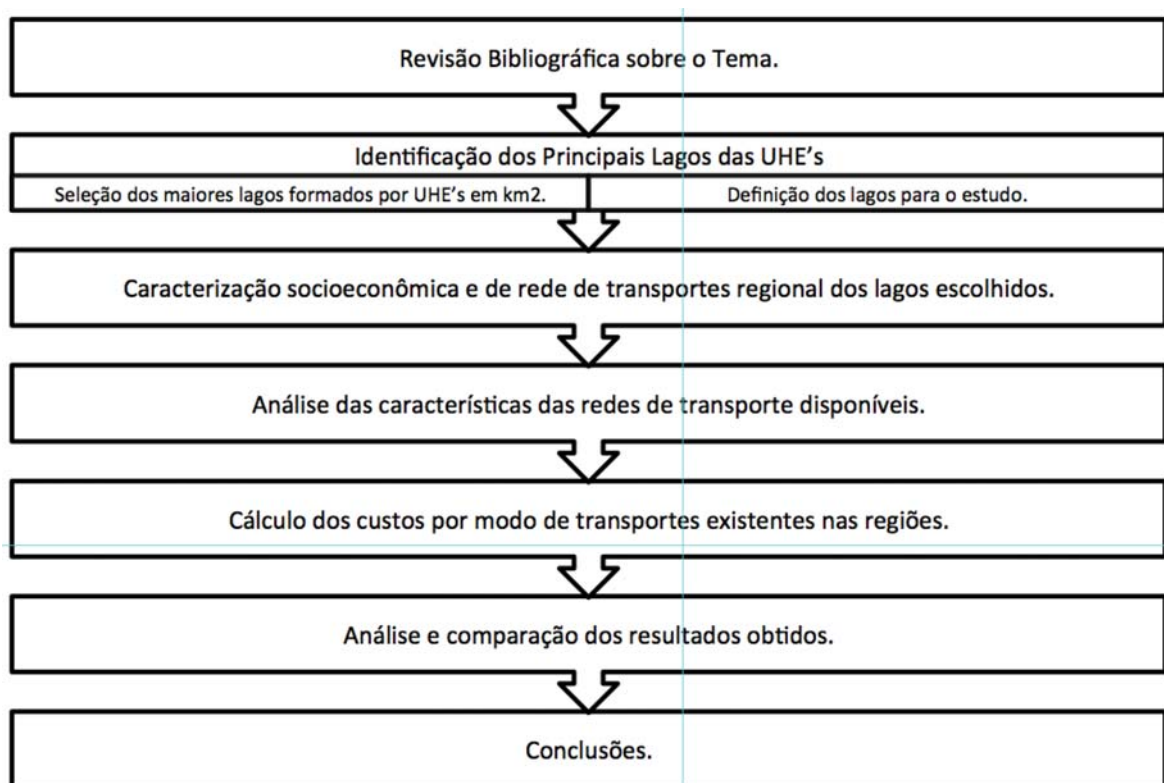 Revisão Bibliográfica sobre o Tema.
Identificação dos Principais Lagos das UHE’s
Seleção dos maiores lagos formados por UHE’s em km2.
Definição dos lagos para o estudo.
Caracterização socioeconômica e de rede de transportes regional dos lagos escolhidos.
Análise das características das redes de transporte disponíveis.
Cálculo dos custos por modo de transportes existentes nas regiões.
Análise e comparação dos resultados obtidos.
Conclusões.